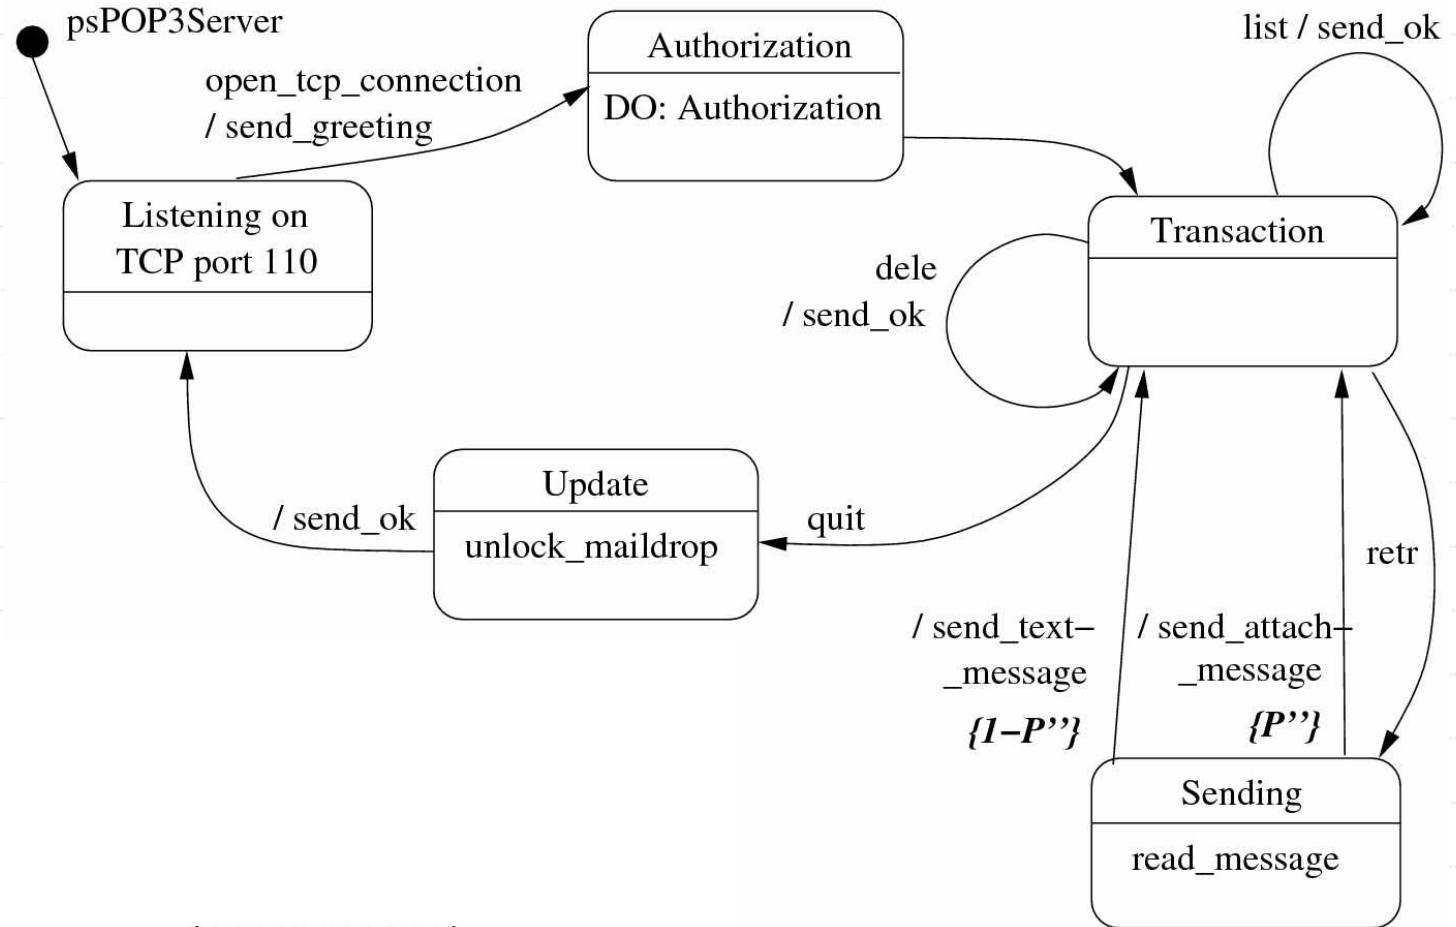 psPOP3Server
open_tcp_connection
/ send_greeting
Authorization
DO: Authorization
list / send_ok
Listening on
TCP port 110
Transaction
dele
/ send_ok
Update
unlock_maildrop
/ send_ok
quit
retr
/ send_text−
_message
{1−P’’}
/ send_attach−
_message
{P’’}
Sending
read_message